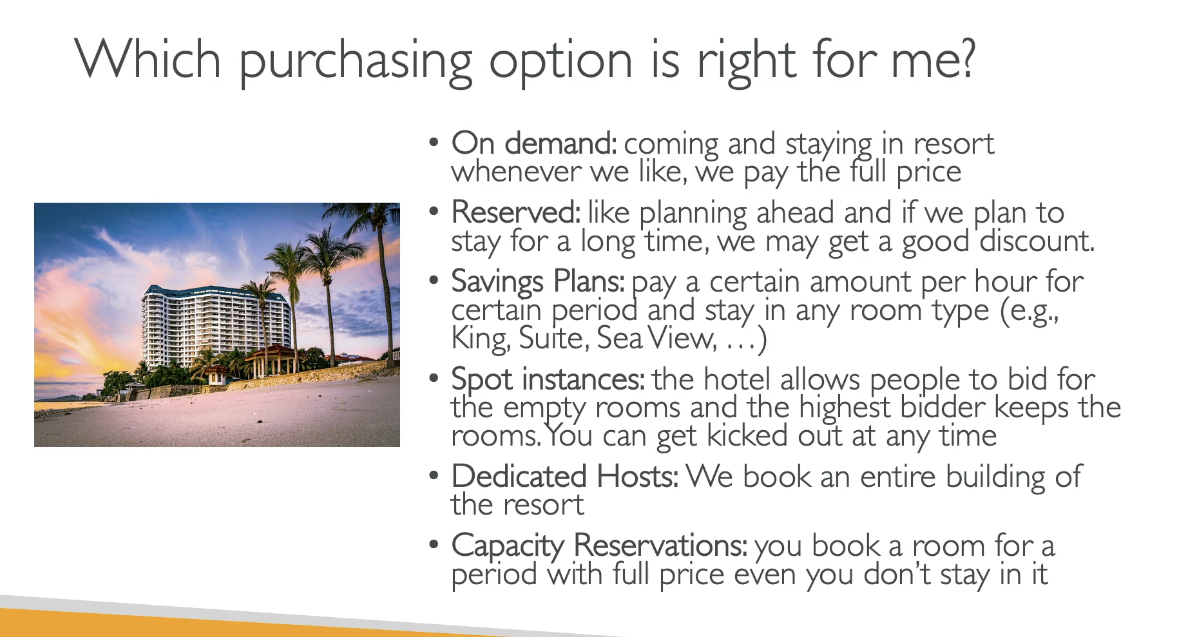 Which purchasing option is right for me?
• On demand: coming and staying in resort
whenever we like, we pay the full price
• Reserved: like planning ahead and if we plan to
stay for a long time, we may get a good discount.
• Savings Plans: pay a certain amount per hour for
certain period and stay in any room type (e.g.,
King, Suite, Sea View, …)
• Spot instances: the hotel allows people to bid for
the empty rooms and the highest bidder keeps the
rooms. You can get kicked out at any time
• Dedicated Hosts: We book an entire building of
the resort
• Capacity Reservations: you book a room for a
period with full price even you don’t stay in it